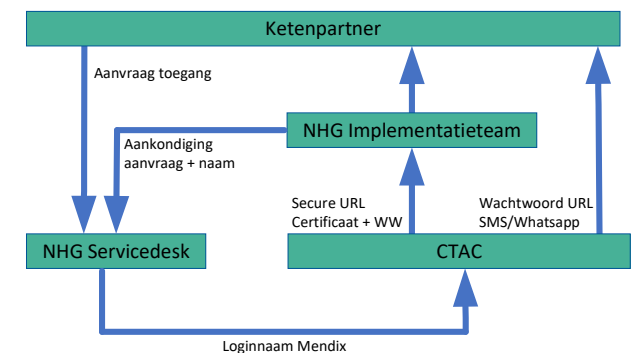 Ketenpartner
Aanvraag toegang
NHG Implementatieteam
Aankondiging
aanvraag + naam
Secure URL
Certificaat + WW
Wachtwoord URL
SMS/Whatsapp
NHG Servicedesk
CTAC
Loginnaam Mendix